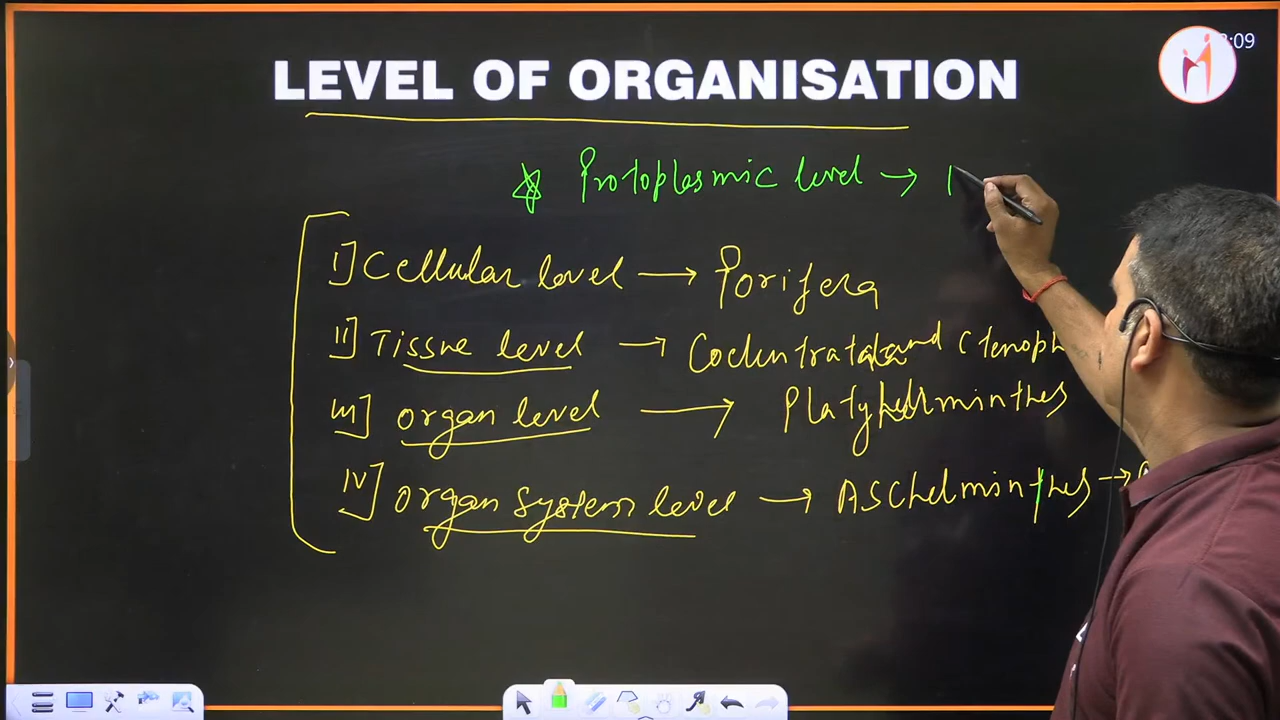 :09
LEVEL OF ORGANISATION
Protoplasmic level →
I] Cellular level → Porifera
II] Tissue level → and Ctenoph
III] organ level → Platyhelminthes
IV] organ system level → ASChelminthes →